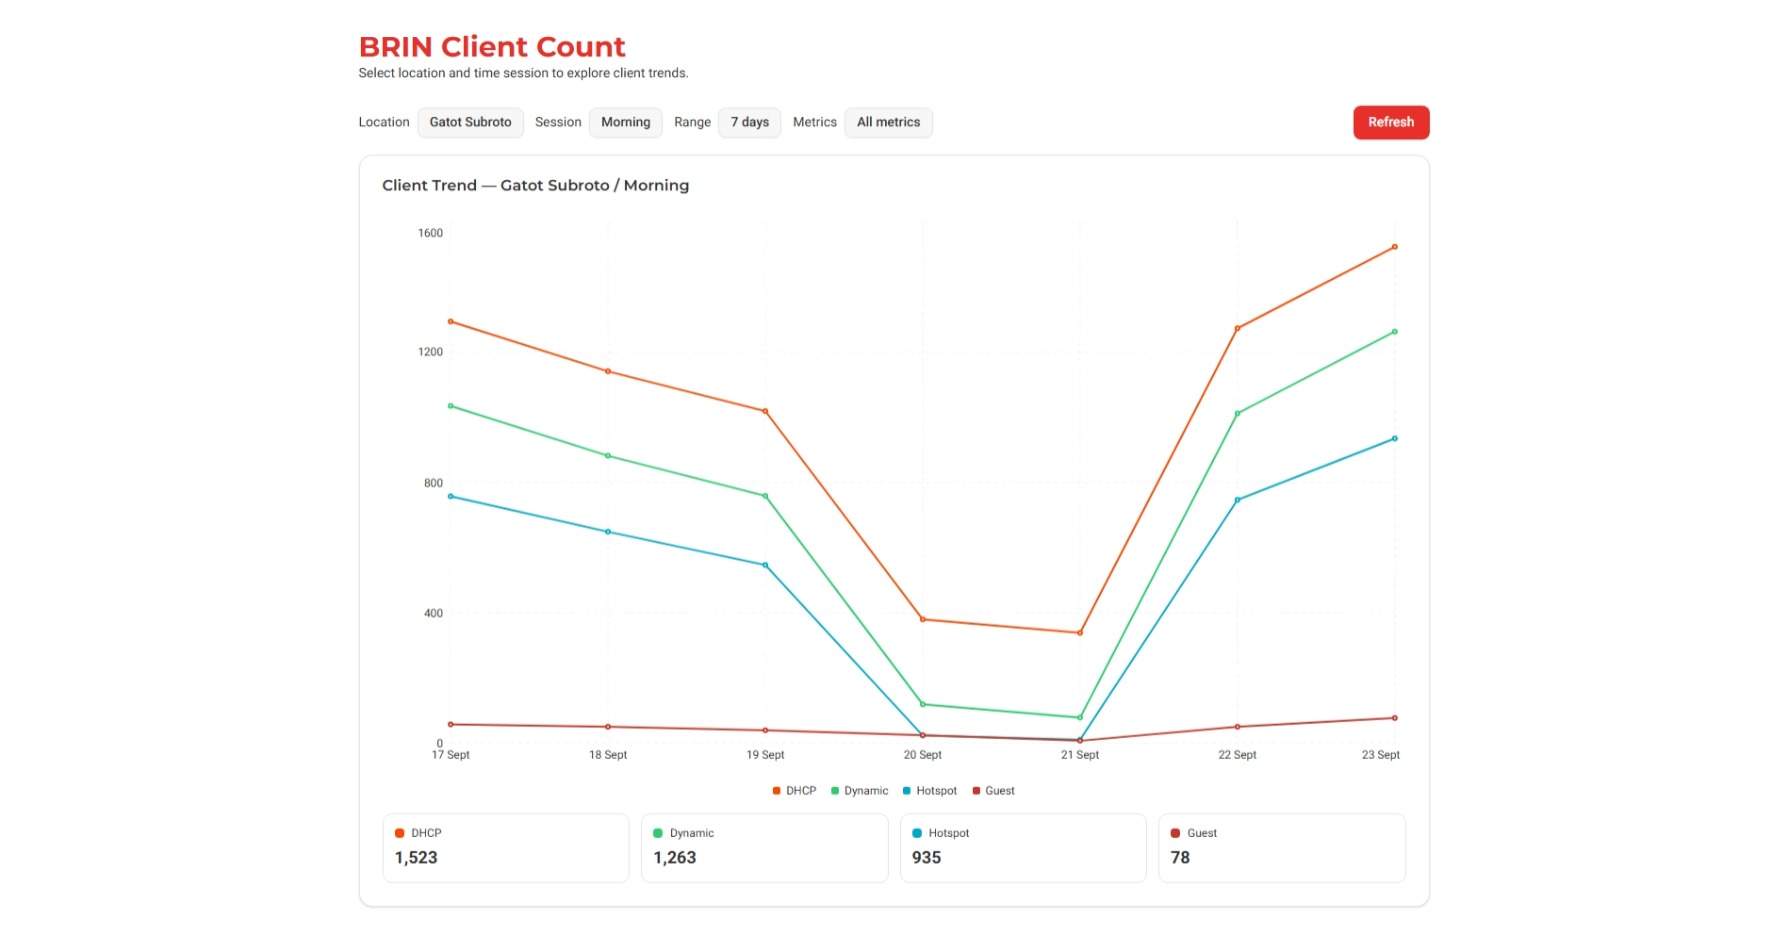 BRIN Client Count
Select location and time session to explore client trends.
Location Gatot Subroto Session Morning Range 7 days Metrics All metrics Refresh
Client Trend — Gatot Subroto / Morning
1600
1200
800
400
0
17 Sept 18 Sept 19 Sept 20 Sept 21 Sept 22 Sept 23 Sept
DHCP Dynamic Hotspot Guest
DHCP
1,523
Dynamic
1,263
Hotspot
935
Guest
78